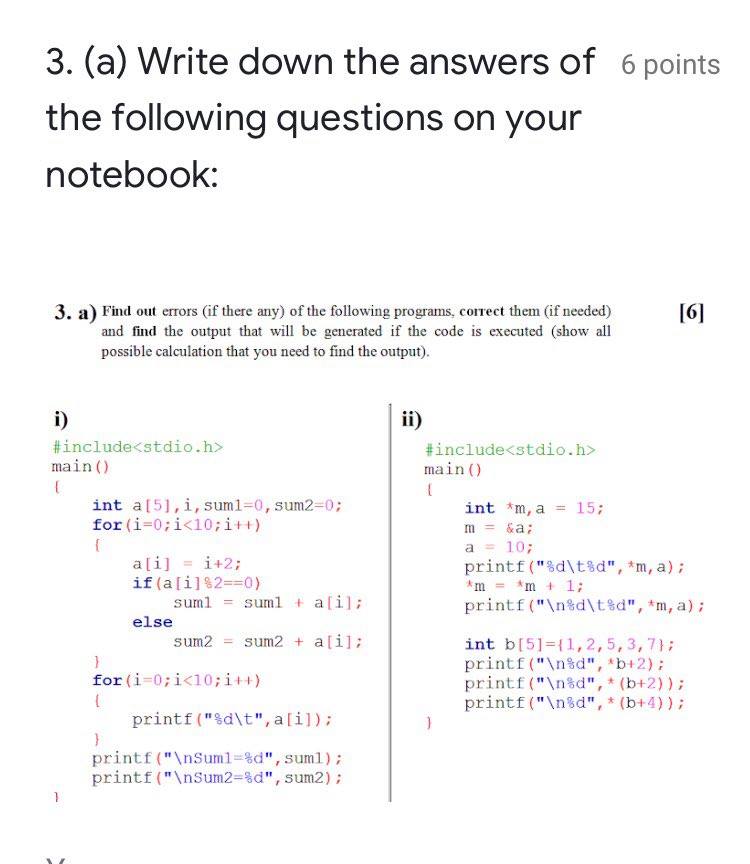 3. (a) Write down the answers of 6 points
the following questions on your
notebook:
3. a) Find out errors (if there any) of the following programs, correct them (if needed) [6]
and find the output that will be generated if the code is executed (show all
possible calculation that you need to find the output).
i)
#include<stdio.h>
main()
{
int a[5],i,sum1=0,sum2=0;
for(i=0;i<10;i++)
{
a[i] = i+2;
if(a[i]%2==0)
sum1 = sum1 + a[i];
else
sum2 = sum2 + a[i];
}
for(i=0;i<10;i++)
{
printf("%d\t",a[i]);
}
printf("\nSum1=%d",sum1);
printf("\nSum2=%d",sum2);
}
ii)
#include<stdio.h>
main()
{
int *m,a = 15;
m = &a;
a = 10;
printf("%d\t%d",*m,a);
*m = *m + 1;
printf("\n%d\t%d",*m,a);
int b[5]={1,2,5,3,7};
printf("\n%d",*b+2);
printf("\n%d",*(b+2));
printf("\n%d",*(b+4));
}